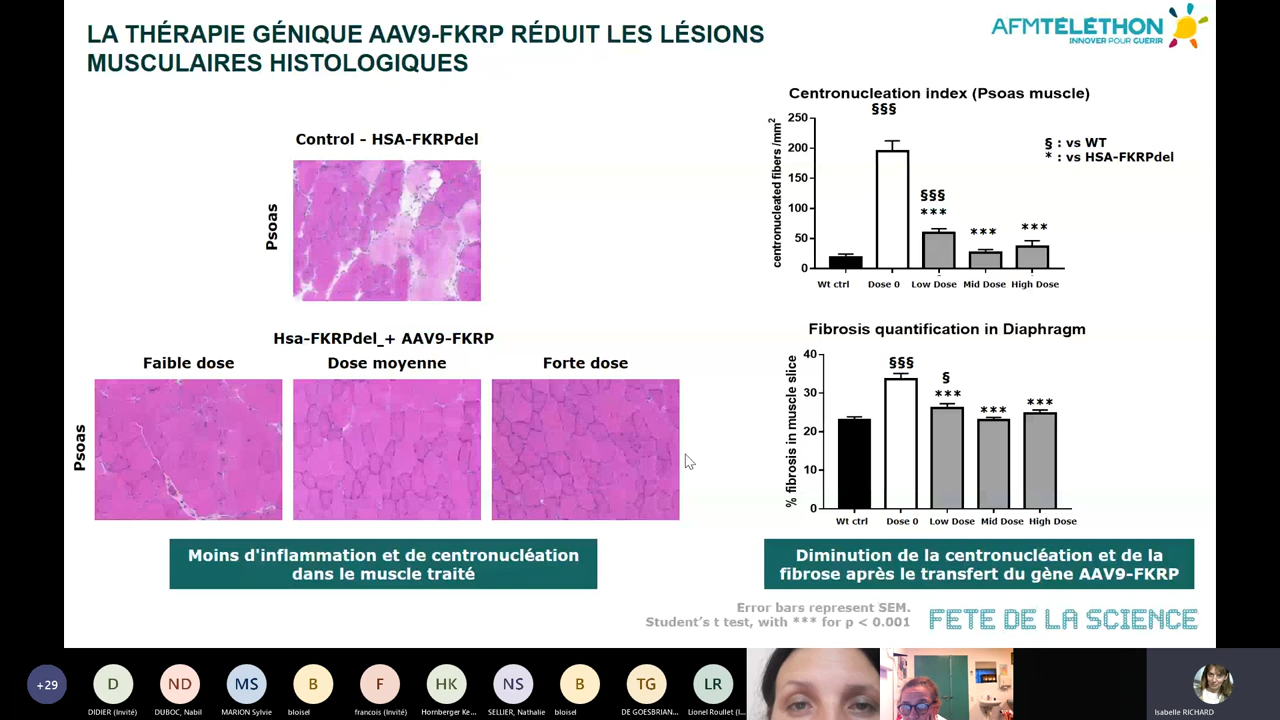 LA THÉRAPIE GÉNIQUE AAV9-FKRP RÉDUIT LES LÉSIONS
MUSCULAIRES HISTOLOGIQUES
AFMTÉLÉTHON
INNOVER POUR GUÉRIR
Control - HSA-FKRPdel
Psoas
Hsa-FKRPdel_+ AAV9-FKRP
Faible dose
Dose moyenne
Forte dose
Psoas
Moins d'inflammation et de centronucléation
dans le muscle traité
Centronucleation index (Psoas muscle)
§§§
§ : vs WT
* : vs HSA-FKRPdel
centronucleated fibers /mm²
250
200
150
100
50
0
§§§
***
***
***
Wt ctrl
Dose 0
Low Dose
Mid Dose
High Dose
Fibrosis quantification in Diaphragm
% fibrosis in muscle slice
40
30
20
10
0
§§§
§
***
***
***
Wt ctrl
Dose 0
Low Dose
Mid Dose
High Dose
Diminution de la centronucléation et de la
fibrose après le transfert du gène AAV9-FKRP
Error bars represent SEM.
Student's t test, with *** for p < 0.001
FETE DE LA SCIENCE
+29
D
ND
MS
B
F
HK
NS
B
TG
LR
DIDIER (Invité)
DUBOC, Nabil
MARION Sylvie
bloisel
francois (Invité)
Hornberger Ke...
SELLIER, Nathalie
bloisel
DE GOESBRIAN...
Lionel Roullet (I...
Isabelle RICHARD